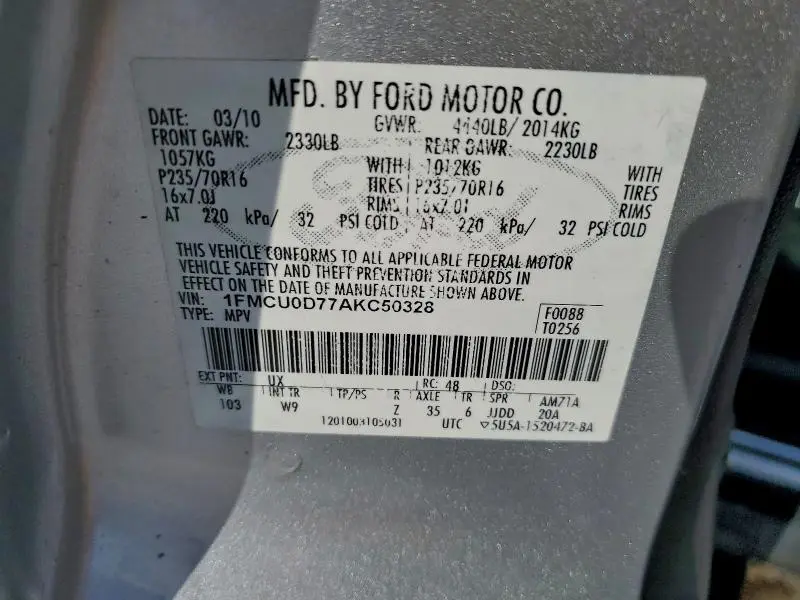 MFD. BY FORD MOTOR CO.
DATE: 03/10 GVWR: 4440LB/ 2014KG
FRONT GAWR: 2330LB REAR GAWR: 2230LB
1057KG WITH 1012KG WITH
P235/70R16 TIRES P235/70R16 TIRES
16x7.0J RIMS 16x7.0J RIMS
AT 220 kPa/ 32 PSI COLD AT 220 kPa/ 32 PSI COLD
THIS VEHICLE CONFORMS TO ALL APPLICABLE FEDERAL MOTOR
VEHICLE SAFETY AND THEFT PREVENTION STANDARDS IN
EFFECT ON THE DATE OF MANUFACTURE SHOWN ABOVE.
VIN: 1FMCU0D77AKC50328 F0088
TYPE: MPV T0256
EXT PNT: UX RC: 48 DSO:
WB INT TR TP/PS R AXLE TR SPR AM71A
103 W9 Z 35 6 JJDD 20A
1201003105031 UTC ▽5U5A-1520472-BA